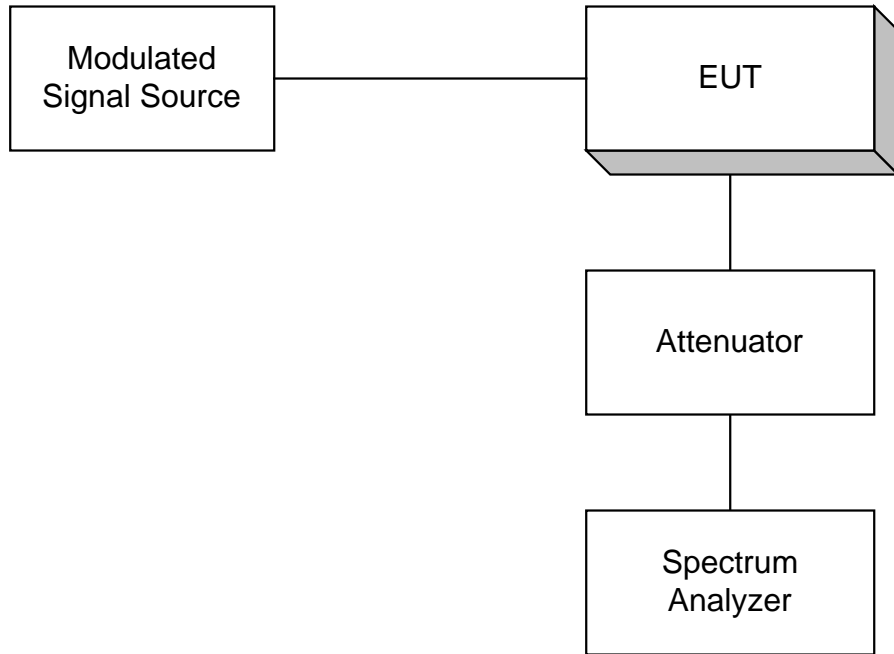 Modulated
Signal Source
EUT
Attenuator
Spectrum
Analyzer